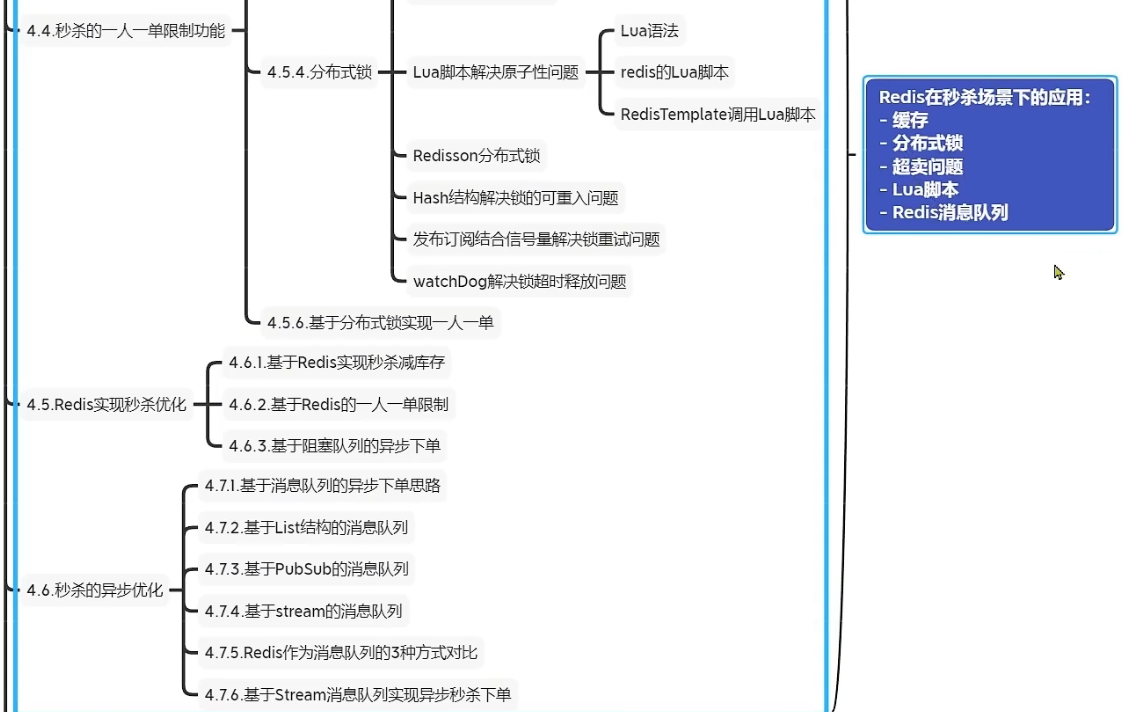 4.4.秒杀的一人一单限制功能
4.5.4.分布式锁
Lua脚本解决原子性问题
Lua语法
redis的Lua脚本
RedisTemplate调用Lua脚本
Redisson分布式锁
Hash结构解决锁的可重入问题
发布订阅结合信号量解决锁重试问题
watchDog解决锁超时释放问题
4.5.6.基于分布式锁实现一人一单
4.5.Redis实现秒杀优化
4.6.1.基于Redis实现秒杀减库存
4.6.2.基于Redis的一人一单限制
4.6.3.基于阻塞队列的异步下单
4.6.秒杀的异步优化
4.7.1.基于消息队列的异步下单思路
4.7.2.基于List结构的消息队列
4.7.3.基于PubSub的消息队列
4.7.4.基于stream的消息队列
4.7.5.Redis作为消息队列的3种方式对比
4.7.6.基于Stream消息队列实现异步秒杀下单
Redis在秒杀场景下的应用：
- 缓存
- 分布式锁
- 超卖问题
- Lua脚本
- Redis消息队列